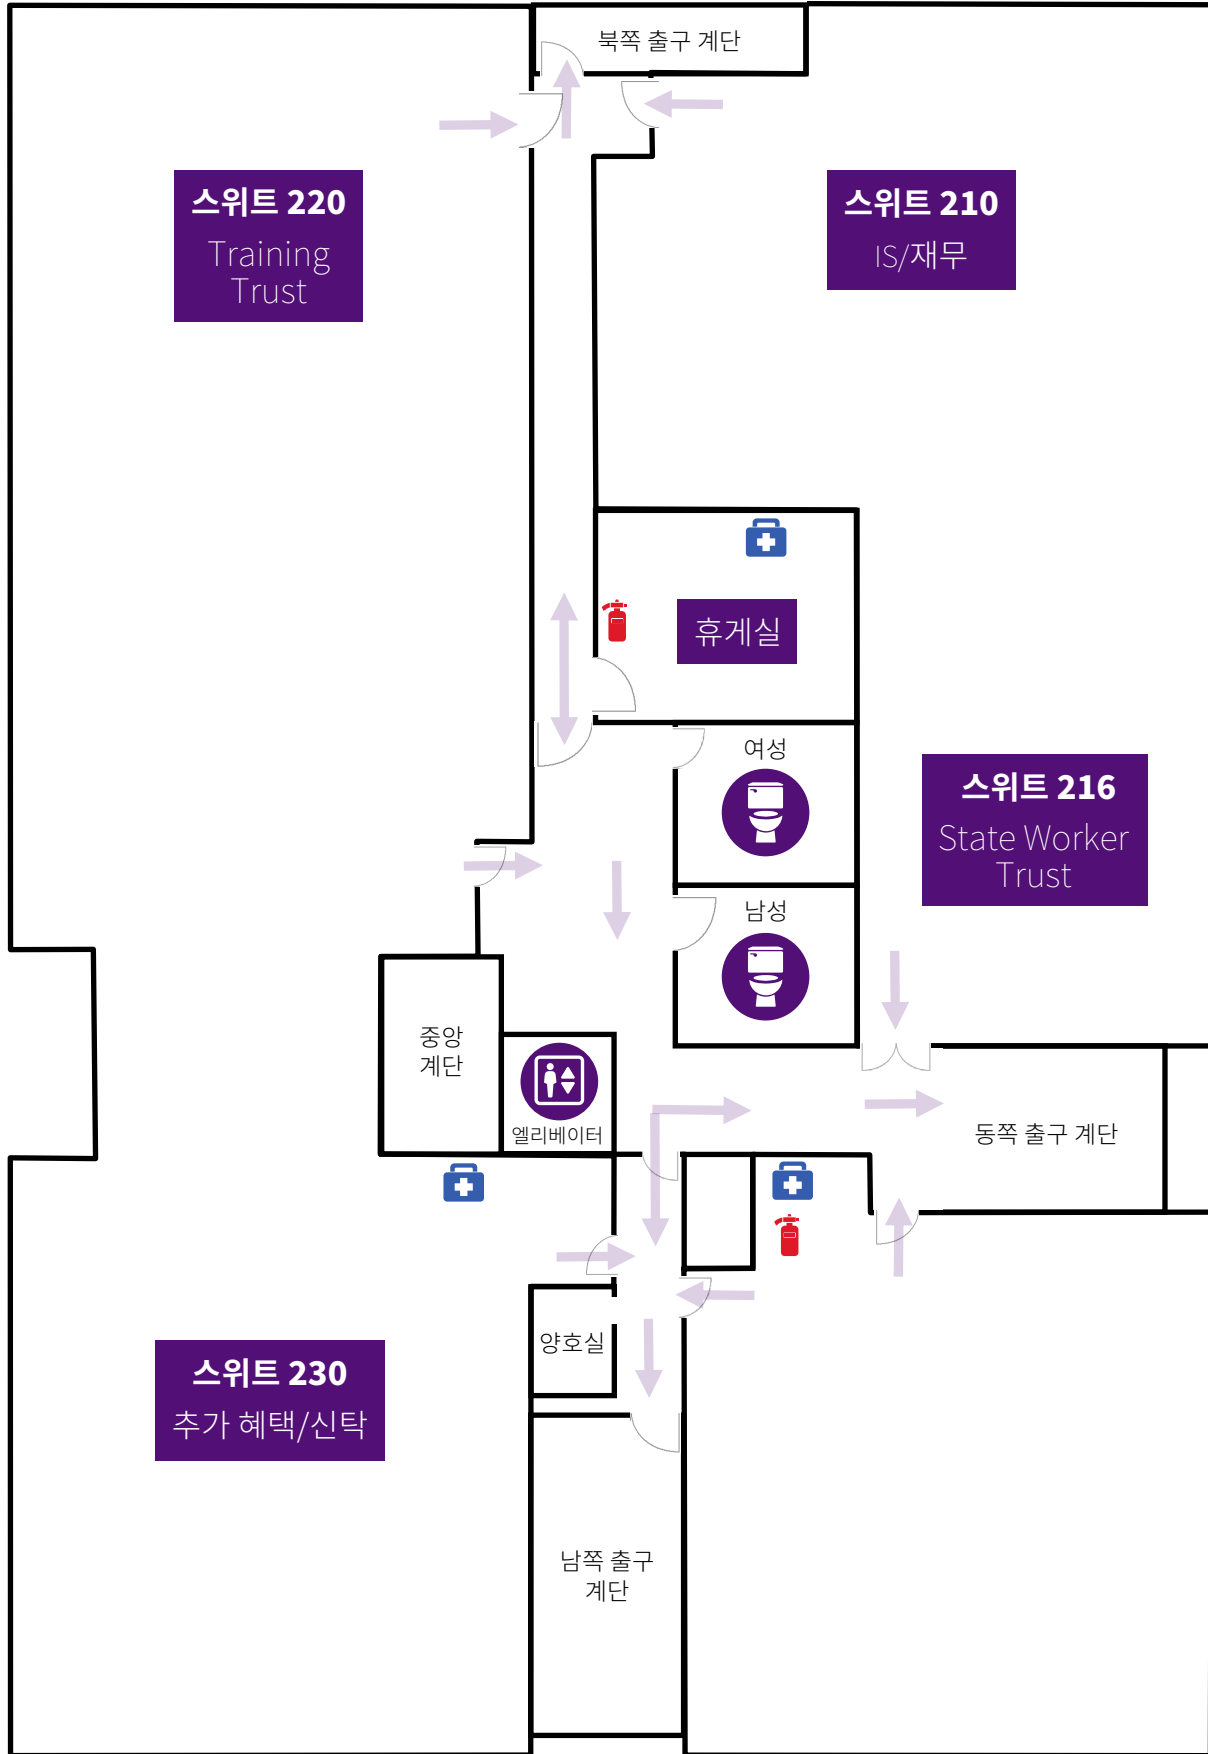 북쪽 출구 계단
스위트 220
Training
Trust
스위트 210
IS/재무
휴게실
여성
스위트 216
State Worker
Trust
남성
중앙
계단
엘리베이터
동쪽 출구 계단
양호실
스위트 230
추가 혜택/신탁
남쪽 출구
계단